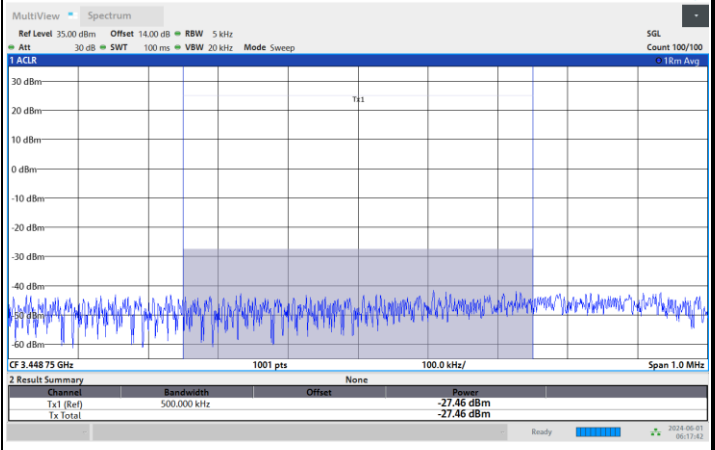 MultiView Spectrum
Ref Level 35.00 dBm Offset 14.00 dB RBW 5 kHz SGL
Att 30 dB SWT 100 ms VBW 20 kHz Mode Sweep Count 100/100
1 ACLR 1Rm Avg
Tx1
30 dBm
20 dBm
10 dBm
0 dBm
-10 dBm
-20 dBm
-30 dBm
-40 dBm
-50 dBm
-60 dBm
CF 3.448 75 GHz 1001 pts 100.0 kHz/ Span 1.0 MHz
2 Result Summary None
Channel Bandwidth Offset Power
Tx1 (Ref) 500.000 kHz -27.46 dBm
Tx Total -27.46 dBm
Ready 2024-06-01
06:17:42